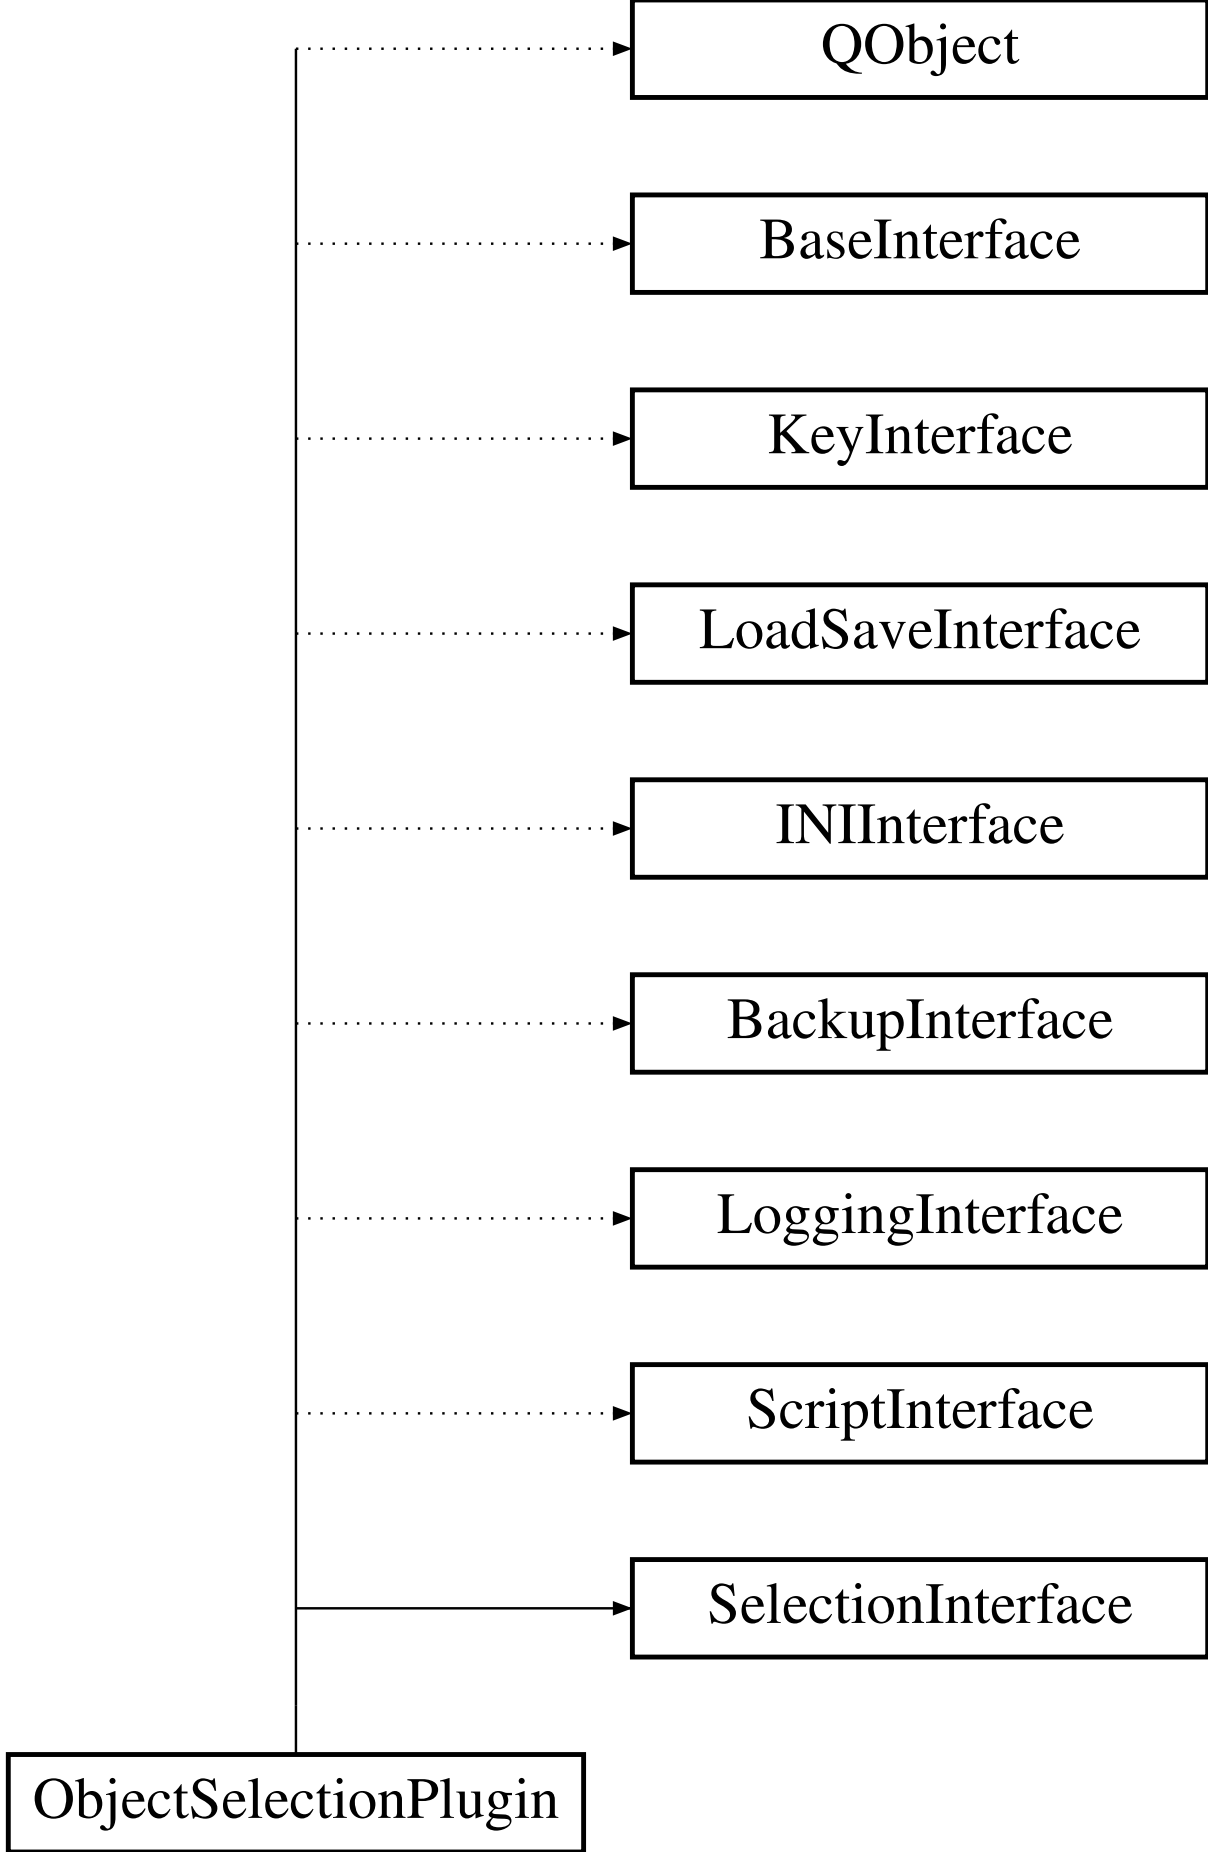 QObject
BaseInterface
KeyInterface
LoadSaveInterface
INIInterface
BackupInterface
LoggingInterface
ScriptInterface
SelectionInterface
ObjectSelectionPlugin